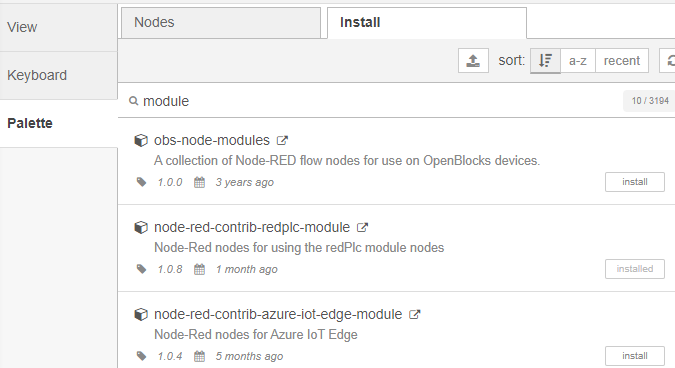 View
Keyboard
Palette
Nodes
Install
sort:
a-z
recent
module
10 / 3194
obs-node-modules
A collection of Node-RED flow nodes for use on OpenBlocks devices.
1.0.0 3 years ago
install
node-red-contrib-redplc-module
Node-Red nodes for using the redPlc module nodes
1.0.8 1 month ago
installed
node-red-contrib-azure-iot-edge-module
Node-Red nodes for Azure IoT Edge
1.0.4 5 months ago
install